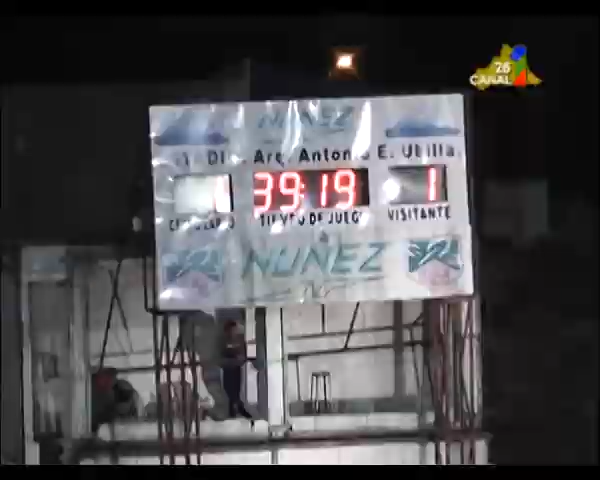 26
CANAL
NUÑEZ
Arq. Antonio E. Ubilla
39:19 1
TIEMPO DE JUEGO VISITANTE
NUÑEZ